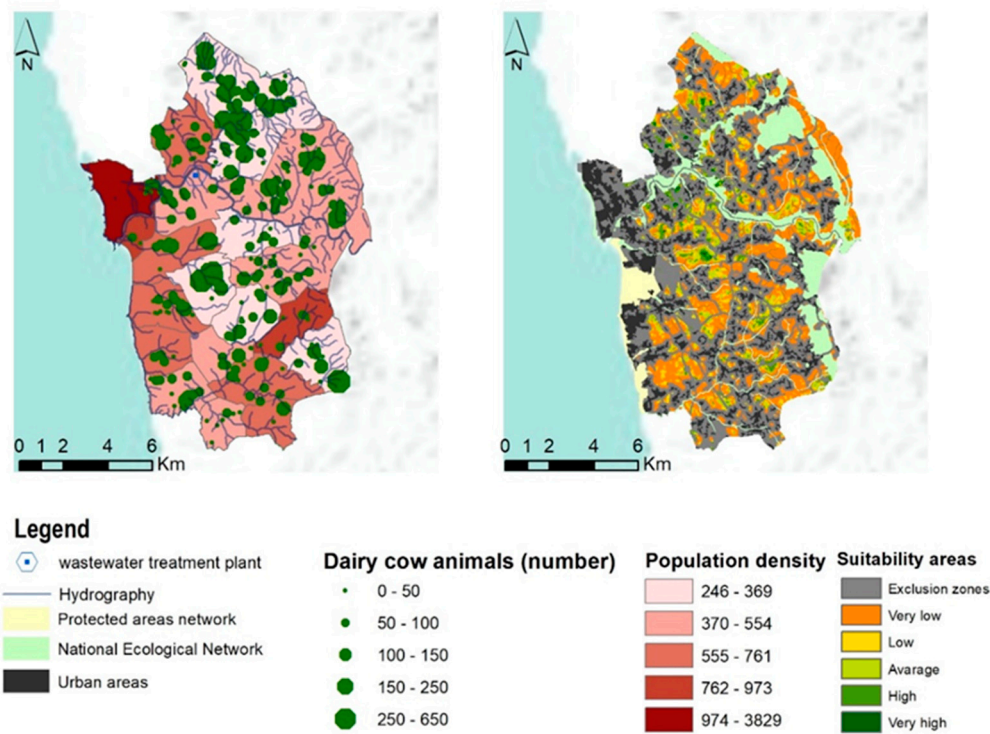 N
N
0 1 2 4 6
Km
0 1 2 4 6
Km
Legend
wastewater treatment plant
Hydrography
Protected areas network
National Ecological Network
Urban areas
Dairy cow animals (number)
0 - 50
50 - 100
100 - 150
150 - 250
250 - 650
Population density
246 - 369
370 - 554
555 - 761
762 - 973
974 - 3829
Suitability areas
Exclusion zones
Very low
Low
Avarage
High
Very high